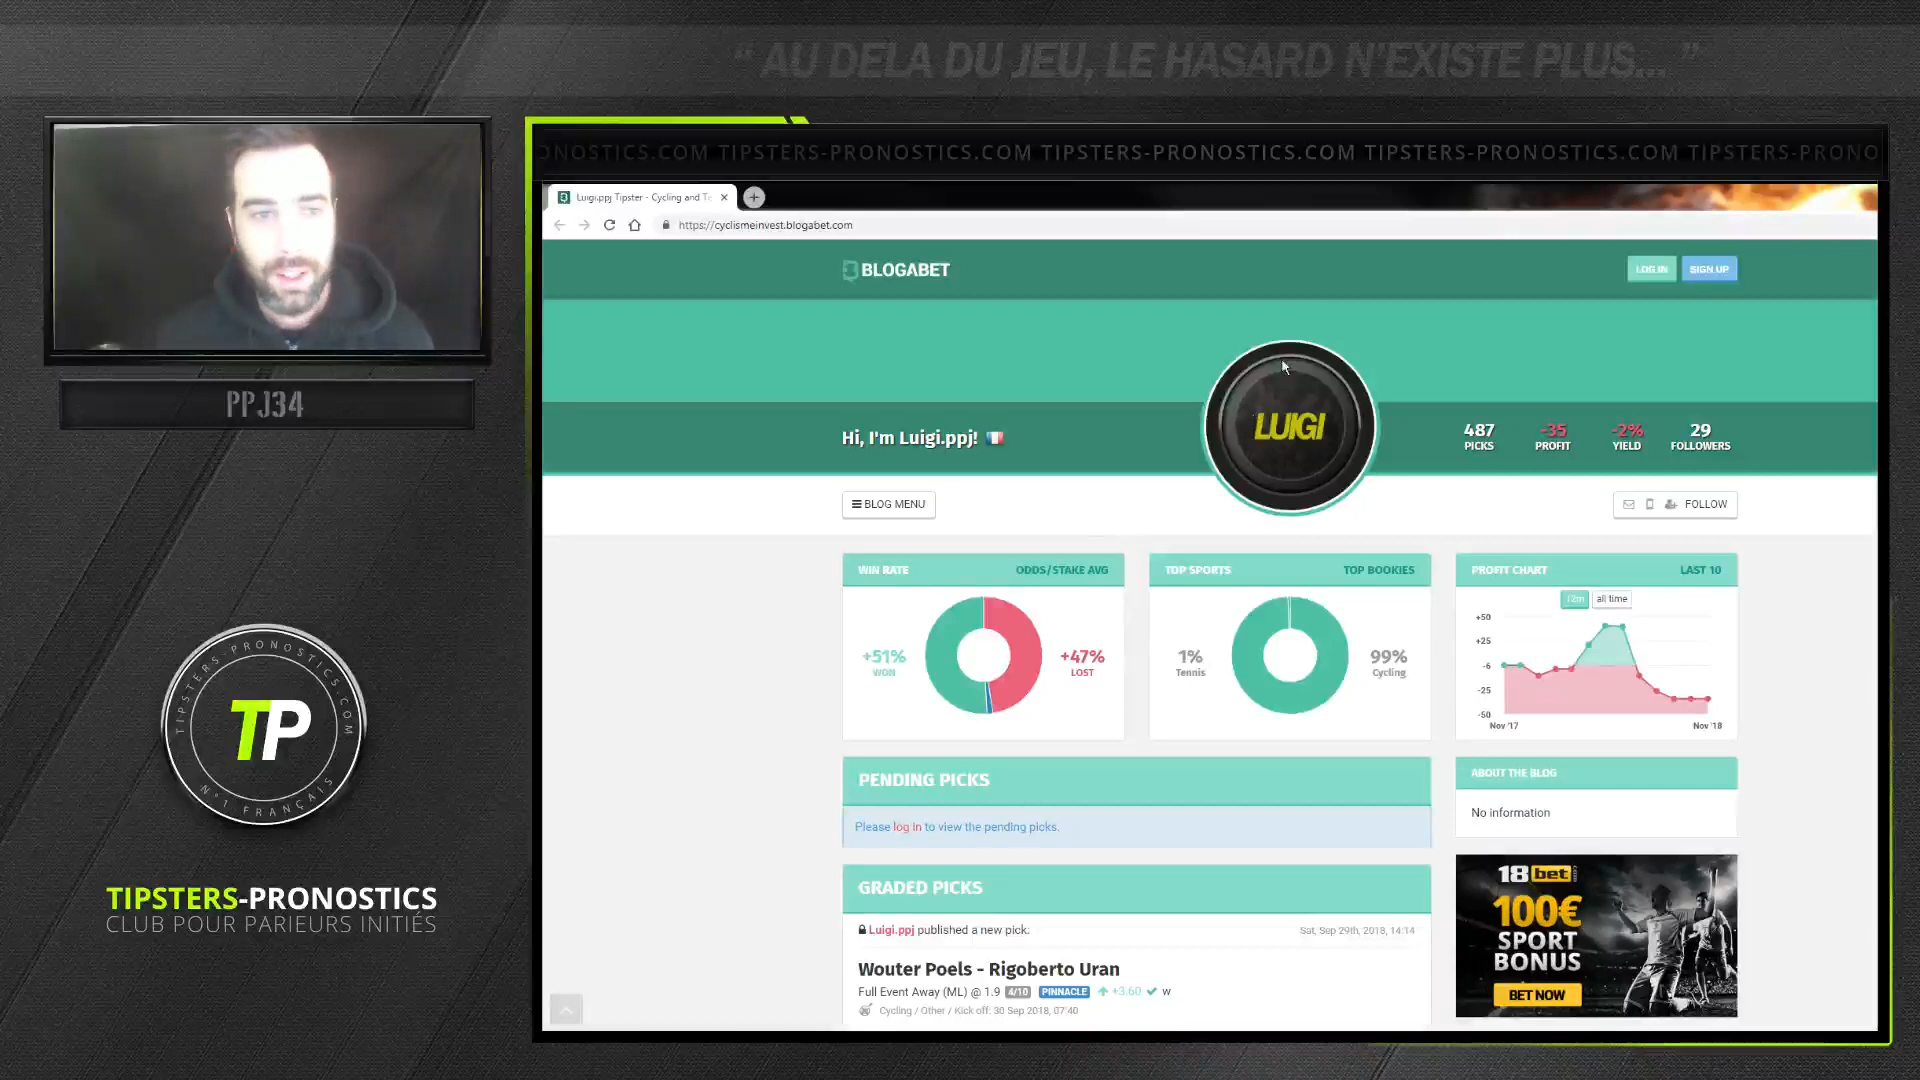 “ AU DELA DU JEU, LE HASARD N'EXISTE PLUS... ”
ONOSTICS.COM TIPSTERS-PRONOSTICS.COM TIPSTERS-PRONOSTICS.COM TIPSTERS-PRONOSTICS.COM TIPSTERS-PRONO
PPJ34
TIPSTERS-PRONOSTICS.COM
TP
N°1 FRANÇAIS
TIPSTERS-PRONOSTICS
CLUB POUR PARIEURS INITIÉS
Luigi.ppj Tipster - Cycling and Te
https://cyclismeinvest.blogabet.com
BLOGABET
LOG IN
SIGN UP
Hi, I'm Luigi.ppj!
LUIGI
487 -35 -2% 29
PICKS PROFIT YIELD FOLLOWERS
BLOG MENU
FOLLOW
WIN RATE ODDS/STAKE AVG
+51%
WON
+47%
LOST
TOP SPORTS TOP BOOKIES
1%
Tennis
99%
Cycling
PROFIT CHART LAST 10
12m all time
+50
+25
-6
-25
-50
Nov '17 Nov '18
PENDING PICKS
Please log in to view the pending picks.
ABOUT THE BLOG
No information
GRADED PICKS
Luigi.ppj published a new pick: Sat, Sep 29th, 2018, 14:14
Wouter Poels - Rigoberto Uran
Full Event Away (ML) @ 1.9 4/10 PINNACLE +3.60 w
Cycling / Other / Kick off: 30 Sep 2018, 07:40
18bet.com
100€
SPORT
BONUS
BET NOW